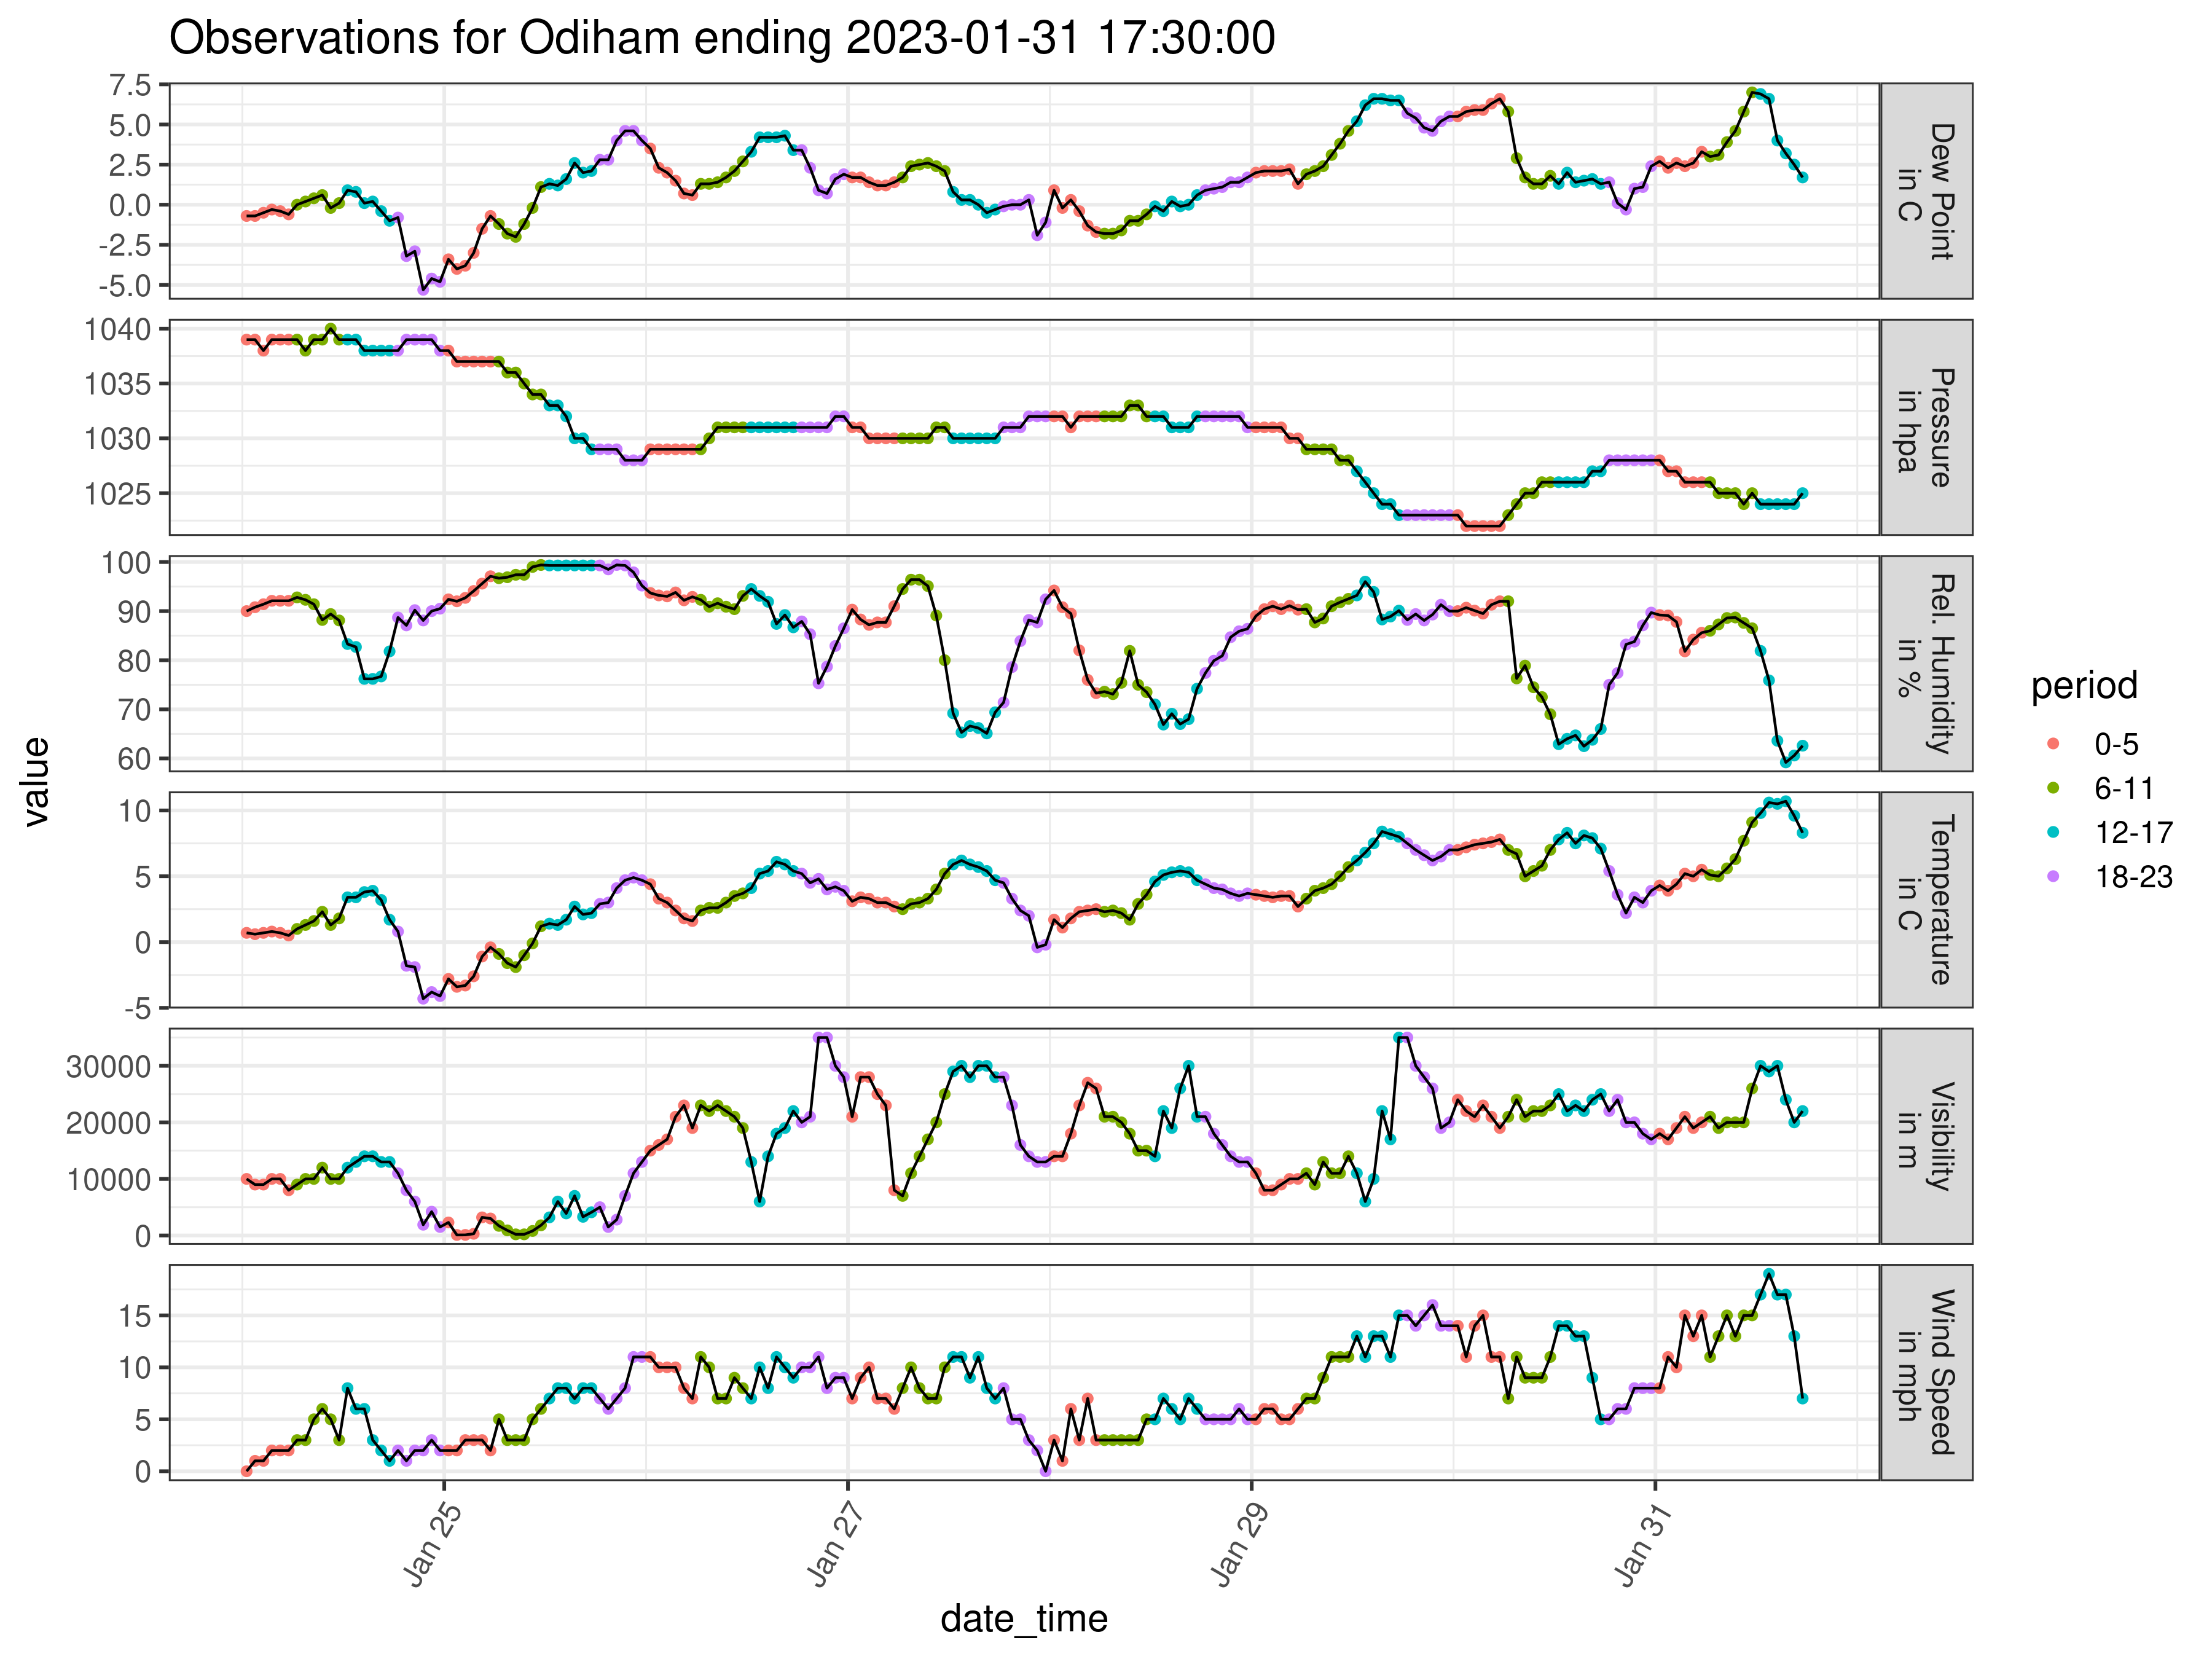 Observations for Odiham ending 2023-01-31 17:30:00
value
7.5
5.0
2.5
0.0
-2.5
-5.0
Dew Point
in C
1040
1035
1030
1025
Pressure
in hpa
100
90
80
70
60
Rel. Humidity
in %
10
5
0
-5
Temperature
in C
30000
20000
10000
0
Visibility
in m
15
10
5
0
Wind Speed
in mph
Jan 25
Jan 27
Jan 29
Jan 31
date_time
period
0-5
6-11
12-17
18-23